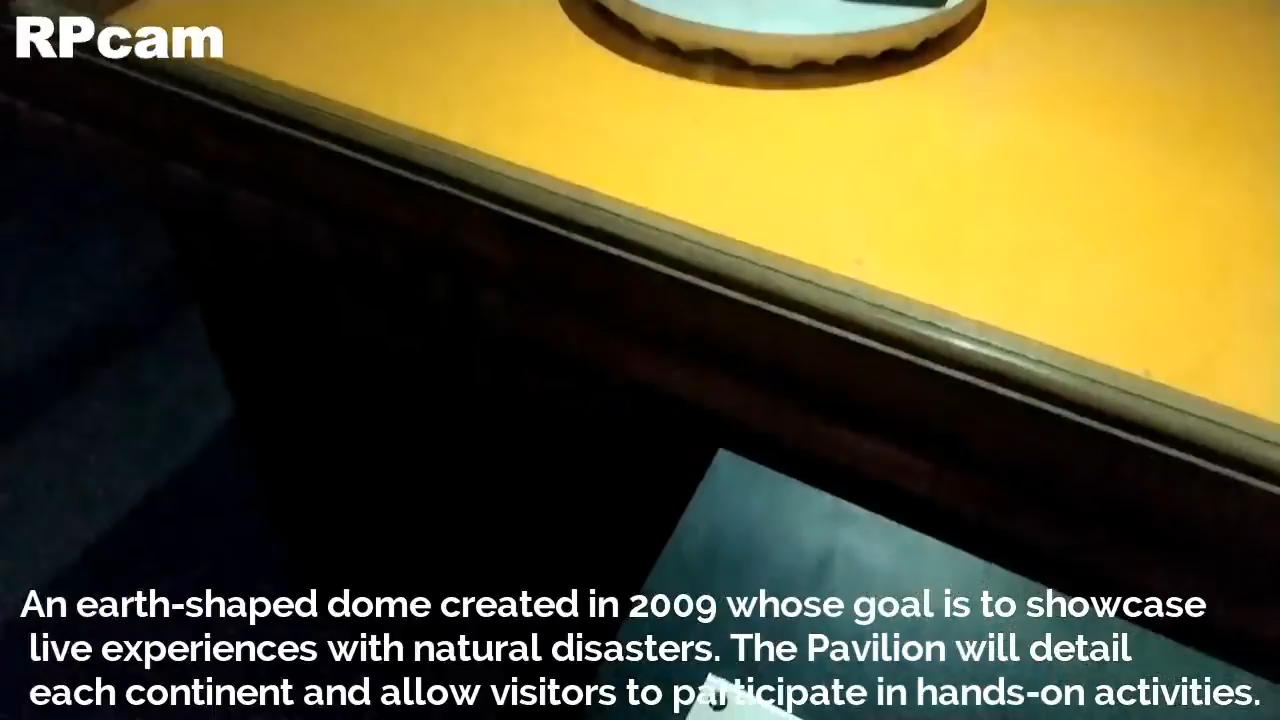 RPcam
An earth-shaped dome created in 2009 whose goal is to showcase
live experiences with natural disasters. The Pavilion will detail
each continent and allow visitors to participate in hands-on activities.